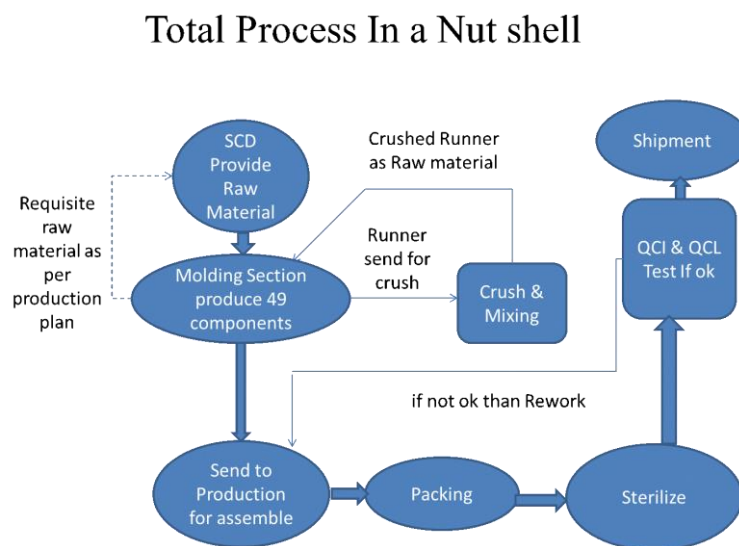 Total Process In a Nut shell
SCD
Provide
Raw
Material
Crushed Runner
as Raw material
Shipment
Requisite
raw
material as
per
production
plan
Runner
send for
crush
QCI & QCL
Test If ok
Molding Section
produce 49
components
Crush &
Mixing
if not ok than Rework
Send to
Production
for assemble
Packing
Sterilize